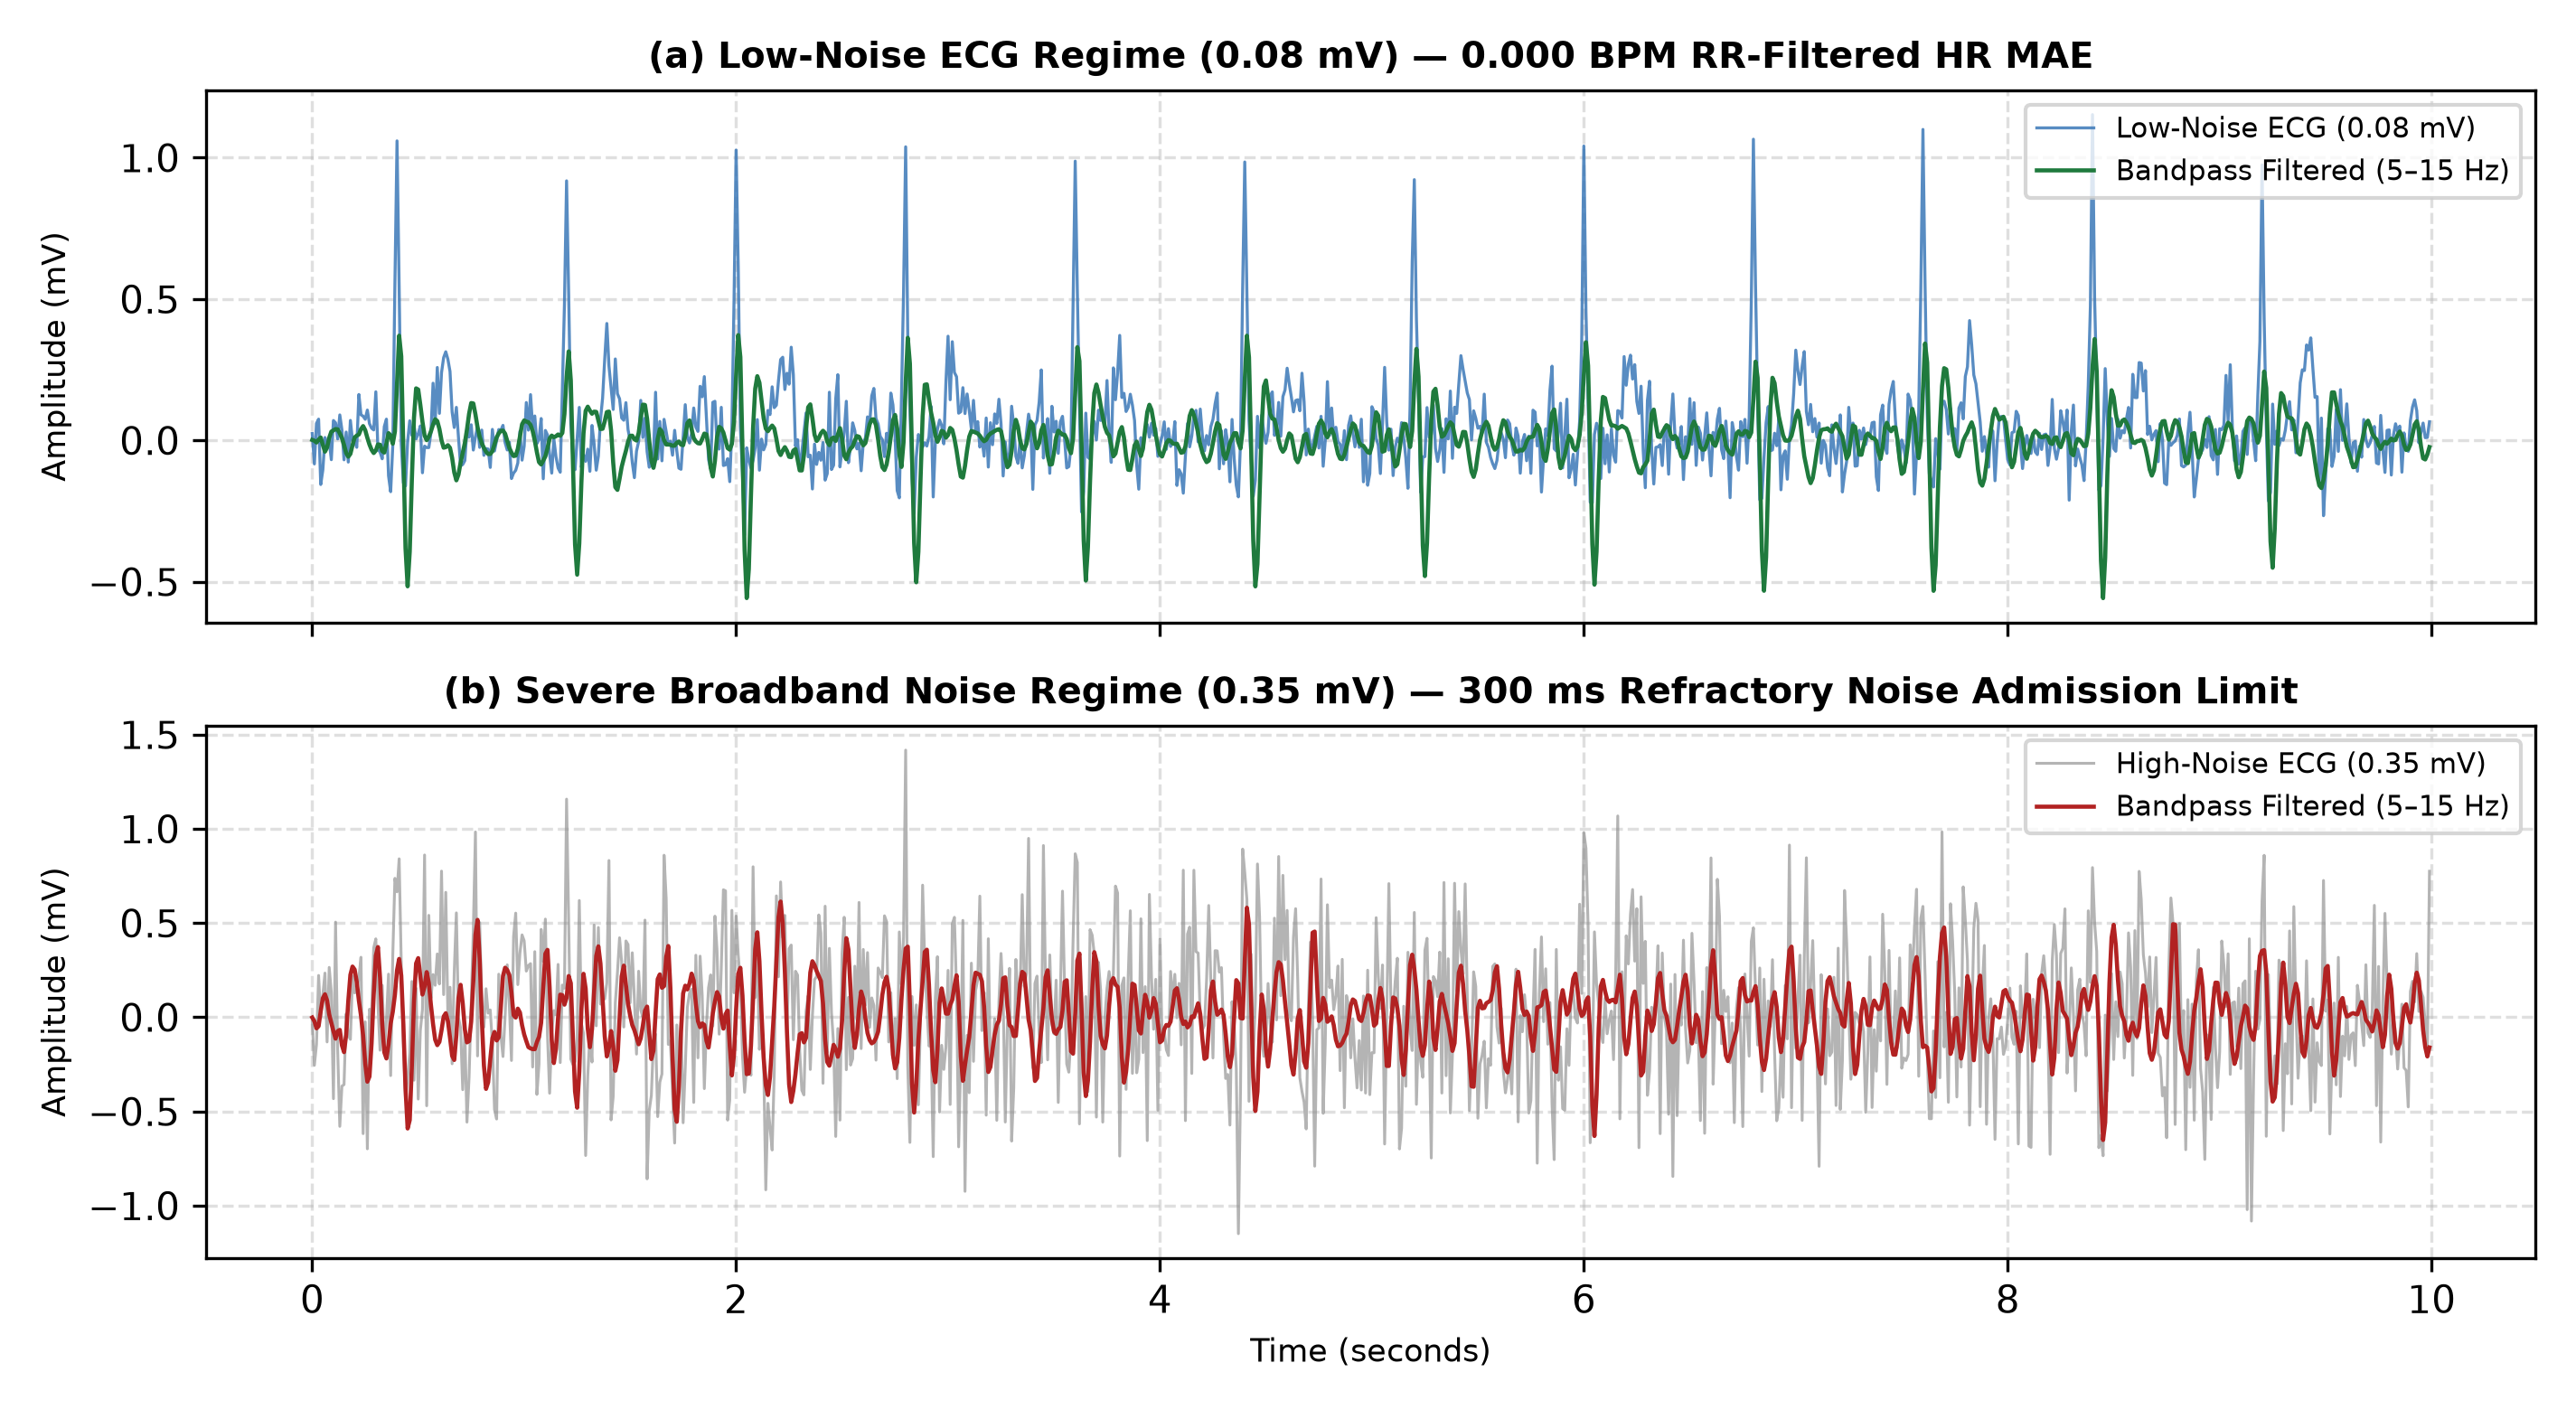 (a) Low-Noise ECG Regime (0.08 mV) — 0.000 BPM RR-Filtered HR MAE
Low-Noise ECG (0.08 mV)
Bandpass Filtered (5–15 Hz)
Amplitude (mV)
1.0
0.5
0.0
−0.5
(b) Severe Broadband Noise Regime (0.35 mV) — 300 ms Refractory Noise Admission Limit
High-Noise ECG (0.35 mV)
Bandpass Filtered (5–15 Hz)
Amplitude (mV)
1.5
1.0
0.5
0.0
−0.5
−1.0
0 2 4 6 8 10
Time (seconds)